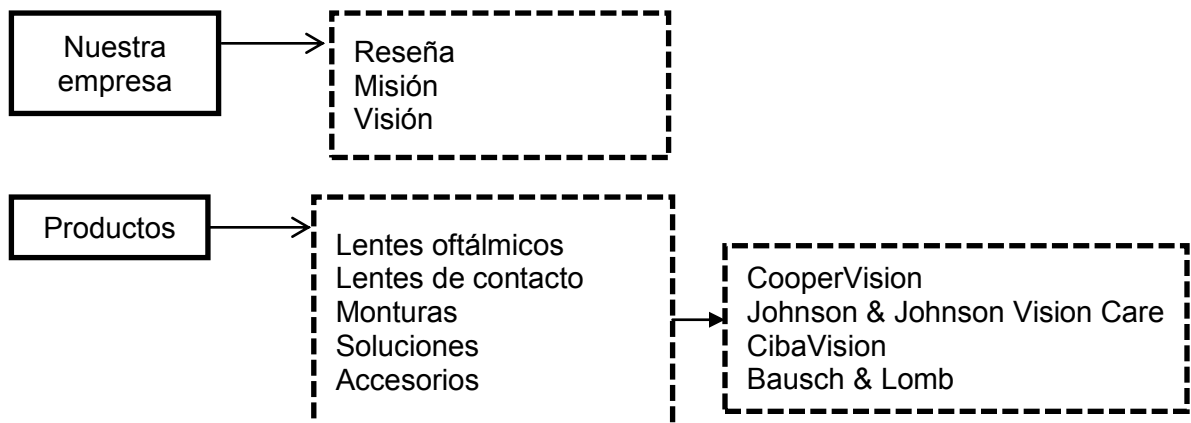 Nuestra
empresa
Reseña
Misión
Visión
Productos
Lentes oftálmicos
Lentes de contacto
Monturas
Soluciones
Accesorios
CooperVision
Johnson & Johnson Vision Care
CibaVision
Bausch & Lomb